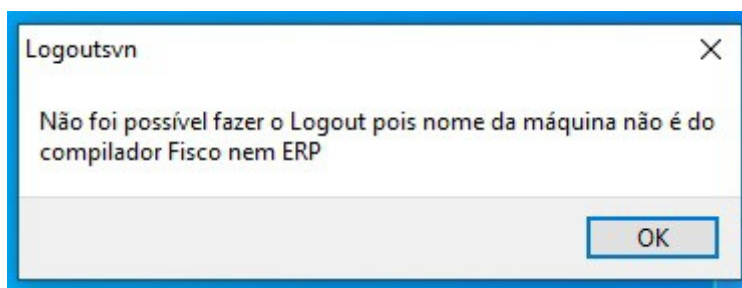 Logoutsvn
Não foi possível fazer o Logout pois nome da máquina não é do
compilador Fisco nem ERP
OK